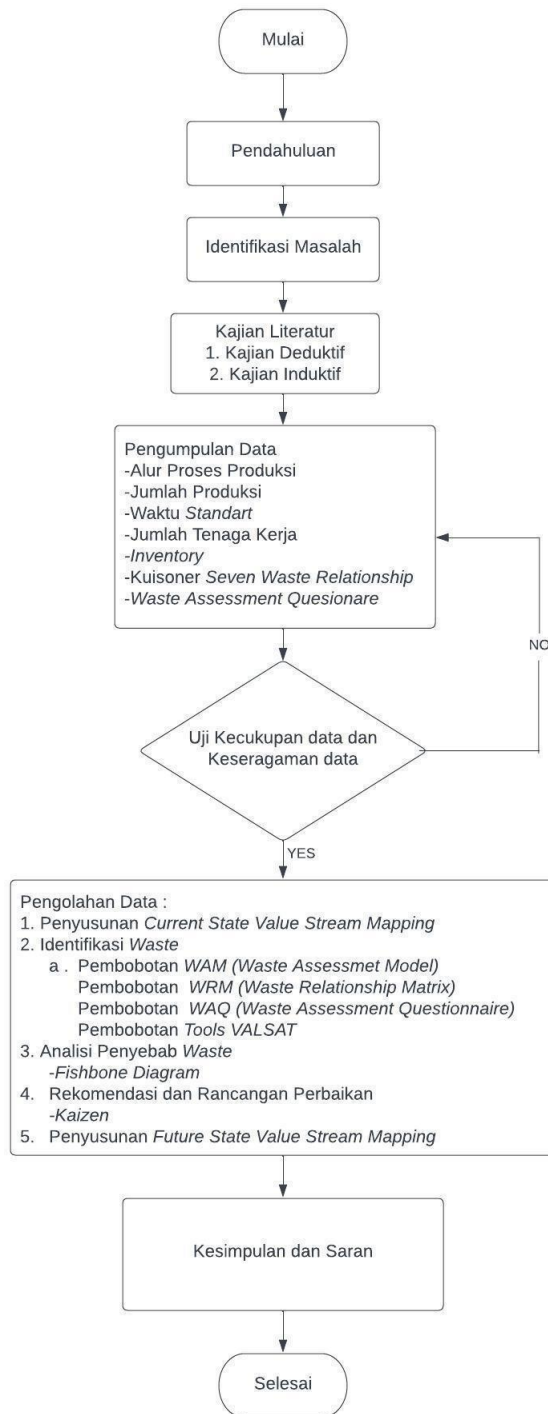 Mulai
Pendahuluan
Identifikasi Masalah
Kajian Literatur
1. Kajian Deduktif
2. Kajian Induktif
Pengumpulan Data
-Alur Proses Produksi
-Jumlah Produksi
-Waktu Standart
-Jumlah Tenaga Kerja
-Inventory
-Kuisoner Seven Waste Relationship
-Waste Assessment Quesionare
NO
Uji Kecukupan data dan
Keseragaman data
YES
Pengolahan Data :
1. Penyusunan Current State Value Stream Mapping
2. Identifikasi Waste
a . Pembobotan WAM (Waste Assessmet Model)
Pembobotan WRM (Waste Relationship Matrix)
Pembobotan WAQ (Waste Assessment Questionnaire)
Pembobotan Tools VALSAT
3. Analisi Penyebab Waste
-Fishbone Diagram
4. Rekomendasi dan Rancangan Perbaikan
-Kaizen
5. Penyusunan Future State Value Stream Mapping
Kesimpulan dan Saran
Selesai